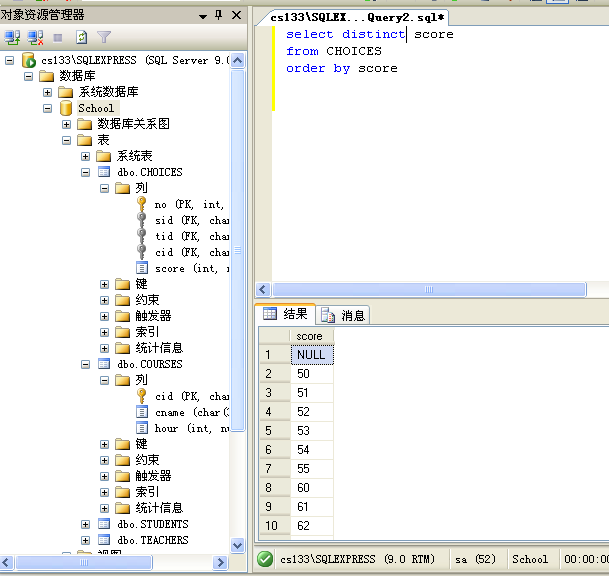 对象资源管理器
cs133\SQLEXPRESS (SQL Server 9.0
数据库
系统数据库
School
数据库关系图
表
系统表
dbo.CHOICES
列
no (PK, int,
sid (FK, char
tid (FK, char
cid (FK, char
score (int, n
键
约束
触发器
索引
统计信息
dbo.COURSES
列
cid (PK, char
cname (char(
hour (int, nu
键
约束
触发器
索引
统计信息
dbo.STUDENTS
dbo.TEACHERS
视图
cs133\SQLEX...Query2.sql*
select distinct score
from CHOICES
order by score
结果
消息
score
1 NULL
2 50
3 51
4 52
5 53
6 54
7 55
8 60
9 61
10 62
cs133\SQLEXPRESS (9.0 RTM) sa (52) School 00:00:0